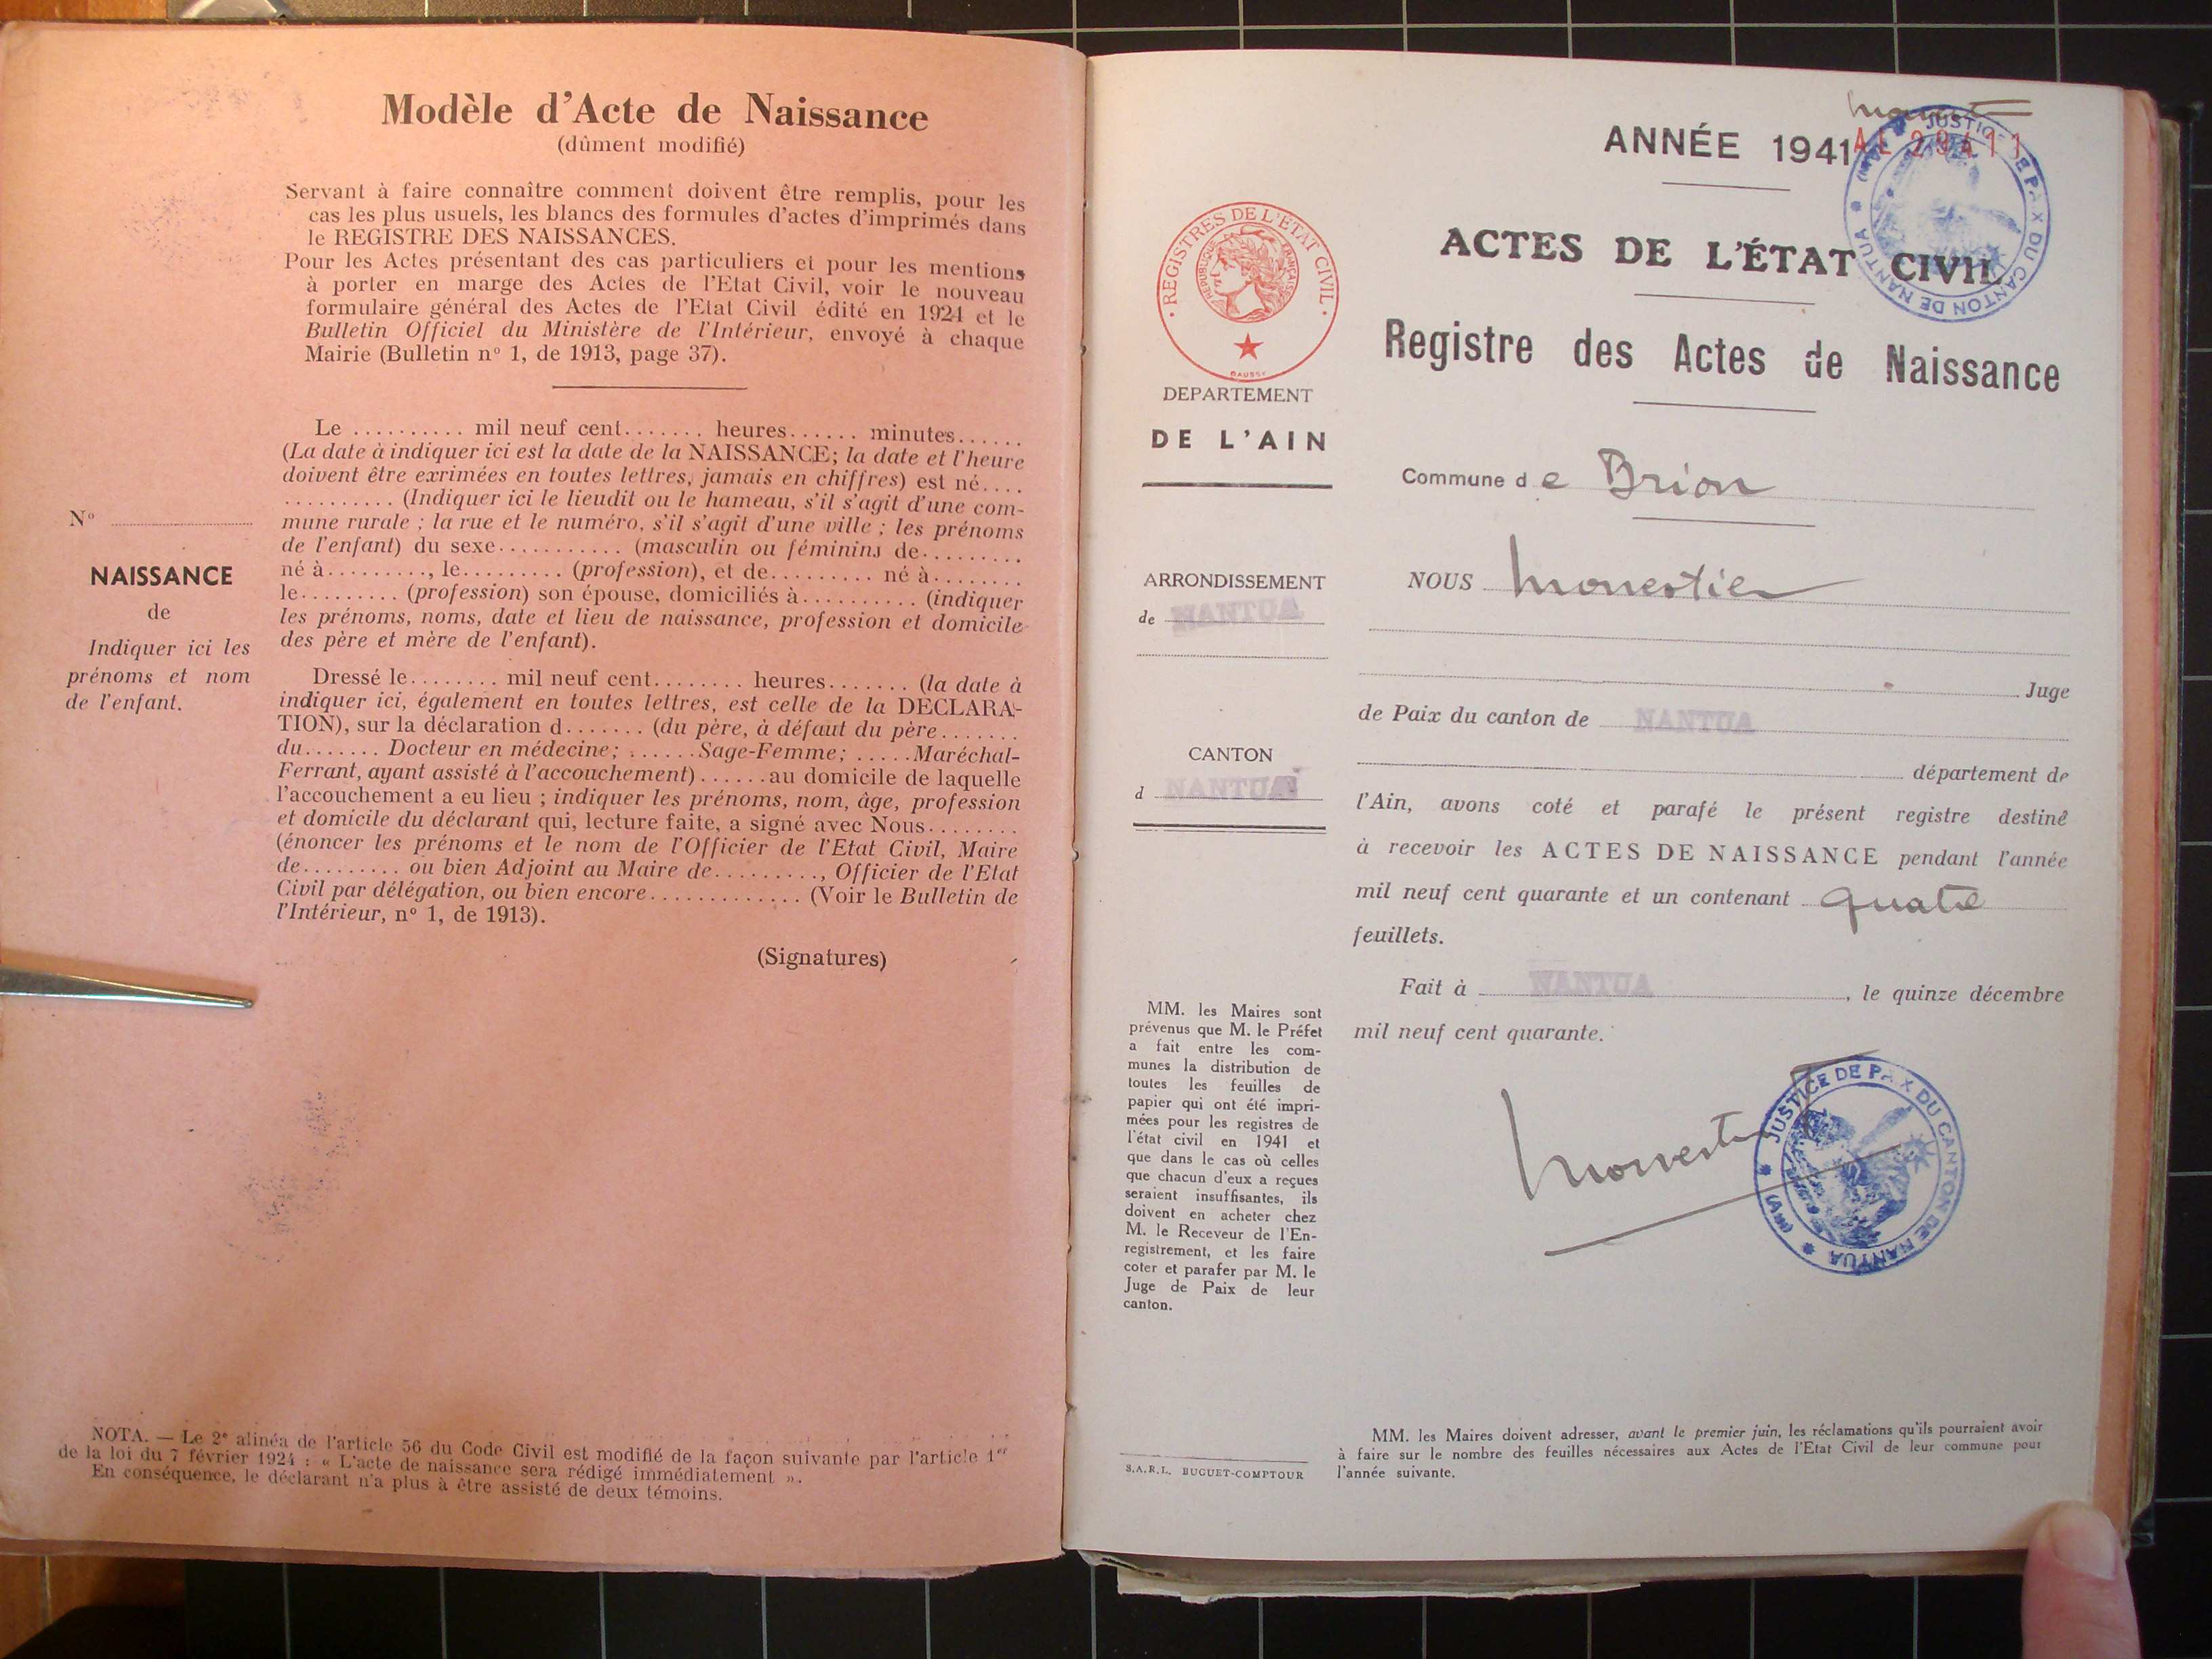 Modèle d'Acte de Naissance
(dûment modifié)
Servant à faire connaître comment doivent être remplis, pour les
cas les plus usuels, les blancs des formules d'actes d'imprimés dans
le REGISTRE DES NAISSANCES.
Pour les Actes présentant des cas particuliers et pour les mentions
à porter en marge des Actes de l'Etat Civil, voir le nouveau
formulaire général des Actes de l'Etat Civil édité en 1924 et le
Bulletin Officiel du Ministère de l'Intérieur, envoyé à chaque
Mairie (Bulletin nº 1, de 1913, page 37).
Le .......... mil neuf cent....... heures...... minutes......
(La date à indiquer ici est la date de la NAISSANCE; la date et l'heure
doivent être exrimées en toutes lettres, jamais en chiffres) est né....
.......... (Indiquer ici le lieudit ou le hameau, s'il s'agit d'une com-
mune rurale ; la rue et le numéro, s'il s'agit d'une ville ; les prénoms
de l'enfant) du sexe........... (masculin ou féminin) de.........
né à........., le......... (profession), et de......... né à........
le......... (profession) son épouse, domiciliés à.......... (indiquer
les prénoms, noms, date et lieu de naissance, profession et domicile
des père et mère de l'enfant).
Dressé le........ mil neuf cent........ heures....... (la date à
indiquer ici, également en toutes lettres, est celle de la DECLARA-
TION), sur la déclaration d....... (du père, à défaut du père.......
du....... Docteur en médecine; ......Sage-Femme; .....Maréchal-
Ferrant, ayant assisté à l'accouchement)......au domicile de laquelle
l'accouchement a eu lieu ; indiquer les prénoms, nom, âge, profession
et domicile du déclarant qui, lecture faite, a signé avec Nous........
(énoncer les prénoms et le nom de l'Officier de l'Etat Civil, Maire
de......... ou bien Adjoint au Maire de........., Officier de l'Etat
Civil par délégation, ou bien encore............. (Voir le Bulletin de
l'Intérieur, nº 1, de 1913).
(Signatures)
Nº
NAISSANCE
de
Indiquer ici les
prénoms et nom
de l'enfant.
NOTA. — Le 2e alinéa de l'article 56 du Code Civil est modifié de la façon suivante par l'article 1er
de la loi du 7 février 1924 : « L'acte de naissance sera rédigé immédiatement ».
En conséquence, le déclarant n'a plus à être assisté de deux témoins.
ANNÉE 1941
JUSTICE DE PAIX DU CANTON DE NANTUA (AIN)
ACTES DE L'ÉTAT CIVIL
Registre des Actes de Naissance
REGISTRES DE L'ÉTAT CIVIL
RÉPUBLIQUE FRANÇAISE
DAUSSY
DEPARTEMENT
DE L'AIN
Commune de Brion
ARRONDISSEMENT
de NANTUA
CANTON
d NANTUA
NOUS Monestier
Juge
de Paix du canton de NANTUA
département de
l'Ain, avons coté et parafé le présent registre destiné
à recevoir les ACTES DE NAISSANCE pendant l'année
mil neuf cent quarante et un contenant quatre
feuillets.
Fait à NANTUA, le quinze décembre
mil neuf cent quarante.
Monestier
JUSTICE DE PAIX DU CANTON DE NANTUA (AIN)
MM. les Maires sont
prévenus que M. le Préfet
a fait entre les com-
munes la distribution de
toutes les feuilles de
papier qui ont été impri-
mées pour les registres de
l'état civil en 1941 et
que dans le cas où celles
que chacun d'eux a reçues
seraient insuffisantes, ils
doivent en acheter chez
M. le Receveur de l'En-
registrement, et les faire
coter et parafer par M. le
Juge de Paix de leur
canton.
S.A.R.L. BUGUET-COMPTOUR
MM. les Maires doivent adresser, avant le premier juin, les réclamations qu'ils pourraient avoir
à faire sur le nombre des feuilles nécessaires aux Actes de l'Etat Civil de leur commune pour
l'année suivante.